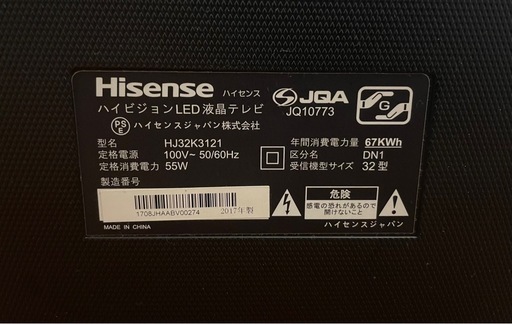 Hisense ハイセンス
ハイビジョンLED液晶テレビ
PSE ハイセンスジャパン株式会社
JQA
JQ10773
G
型名 HJ32K3121
定格電源 100V~ 50/60Hz
定格消費電力 55W
製造番号
年間消費電力量 67KWh
区分名 DN1
受信機型サイズ 32型
1708JHAABV00274 2017年製
MADE IN CHINA
危険
感電の恐れがあるので
開けないこと
ハイセンスジャパン